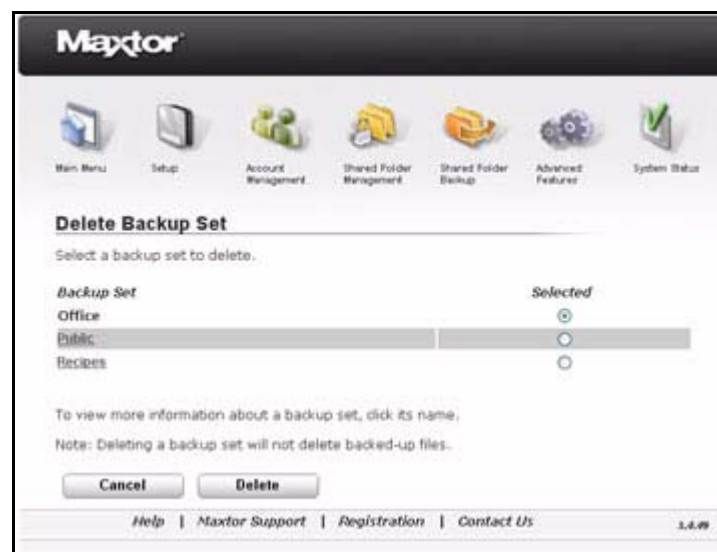 Maxtor
Main Menu
Setup
Account Management
Shared Folder Management
Shared Folder Backup
Advanced Features
System Status
Delete Backup Set
Select a backup set to delete.
Backup Set Selected
Office
Public
Recipes
To view more information about a backup set, click its name.
Note: Deleting a backup set will not delete backed-up files.
Cancel Delete
Help | Maxtor Support | Registration | Contact Us